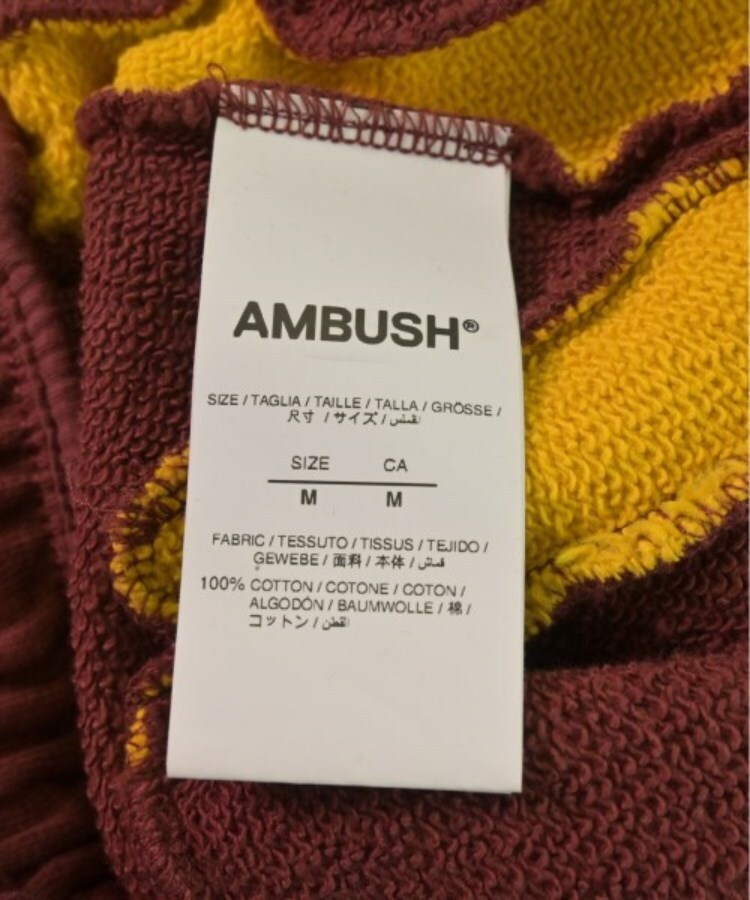 AMBUSH®
SIZE / TAGLIA / TAILLE / TALLA / GRÖSSE /
尺寸 / サイズ /
SIZE CA
M M
FABRIC / TESSUTO / TISSUS / TEJIDO /
GEWEBE / 面料 / 本体 / قماش
100% COTTON / COTONE / COTON /
ALGODÓN / BAUMWOLLE / 棉 /
コットン / القطن